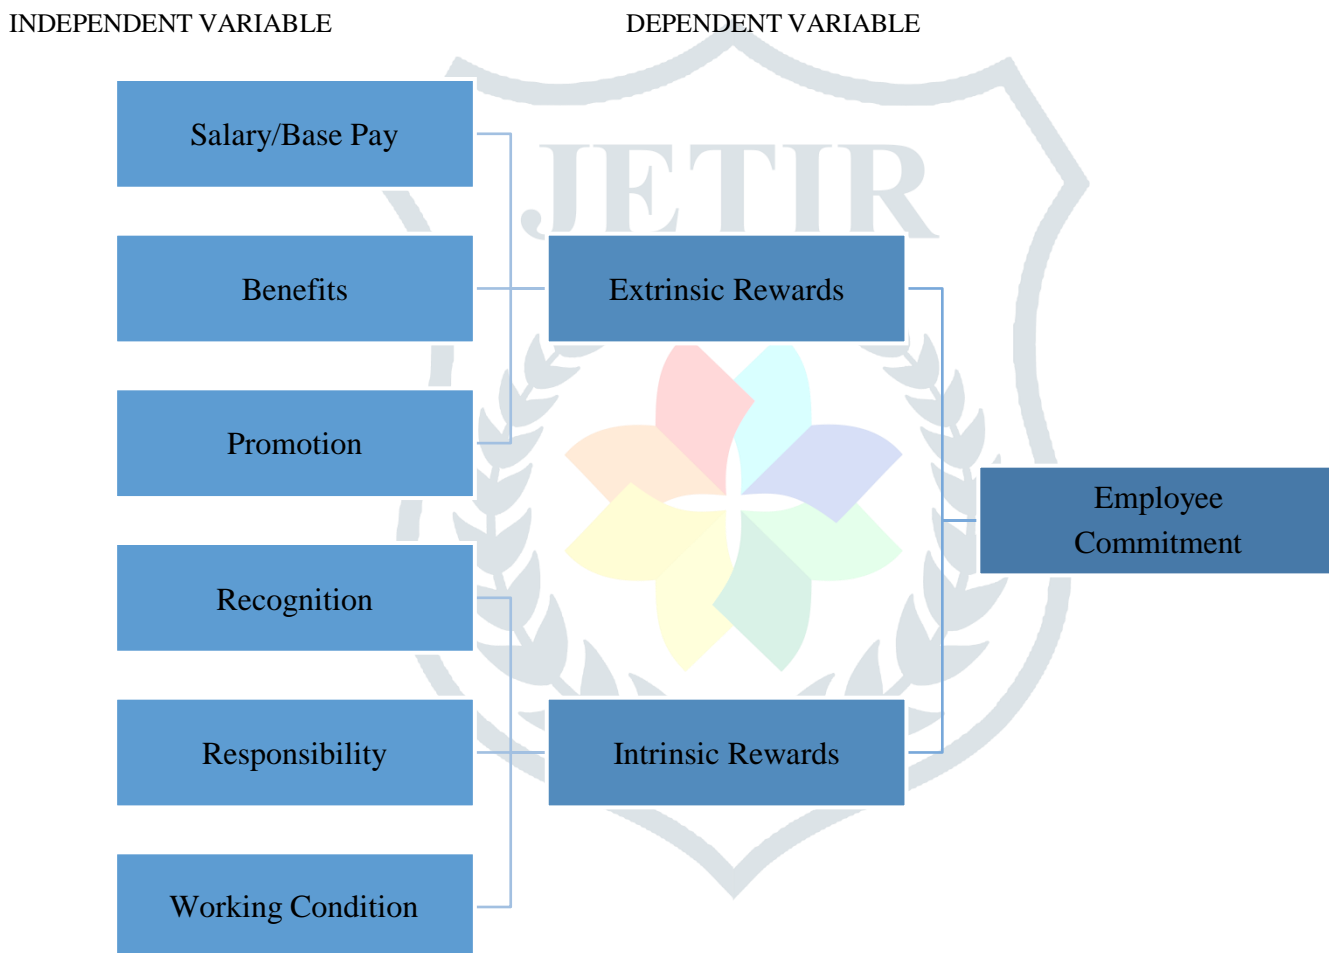 INDEPENDENT VARIABLE
DEPENDENT VARIABLE
JETIR
Salary/Base Pay
Benefits
Promotion
Recognition
Responsibility
Working Condition
Extrinsic Rewards
Intrinsic Rewards
Employee
Commitment